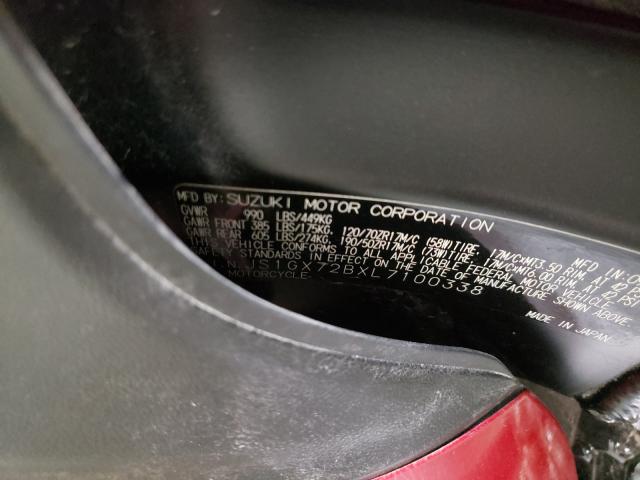 MFD BY: SUZUKI MOTOR CORPORATION
GVWR 990 LBS/449KG
GAWR FRONT 385 LBS/175KG. 120/70ZR17M/C (58W)TIRE. 17M/C×MT3.50 RIM. AT 42
GAWR REAR 605 LBS/274KG. 190/50ZR17M/C (73W)TIRE. 17M/C×MT6.00 RIM. AT 42 PSI
THIS VEHICLE CONFORMS TO ALL APPLICABLE FEDERAL MOTOR VEHICLE
SAFETY STANDARDS IN EFFECT ON THE DATE OF MANUFACTURE SHOWN ABOVE.
JS1GX72BXL7100338
MOTORCYCLE
MADE IN JAPAN